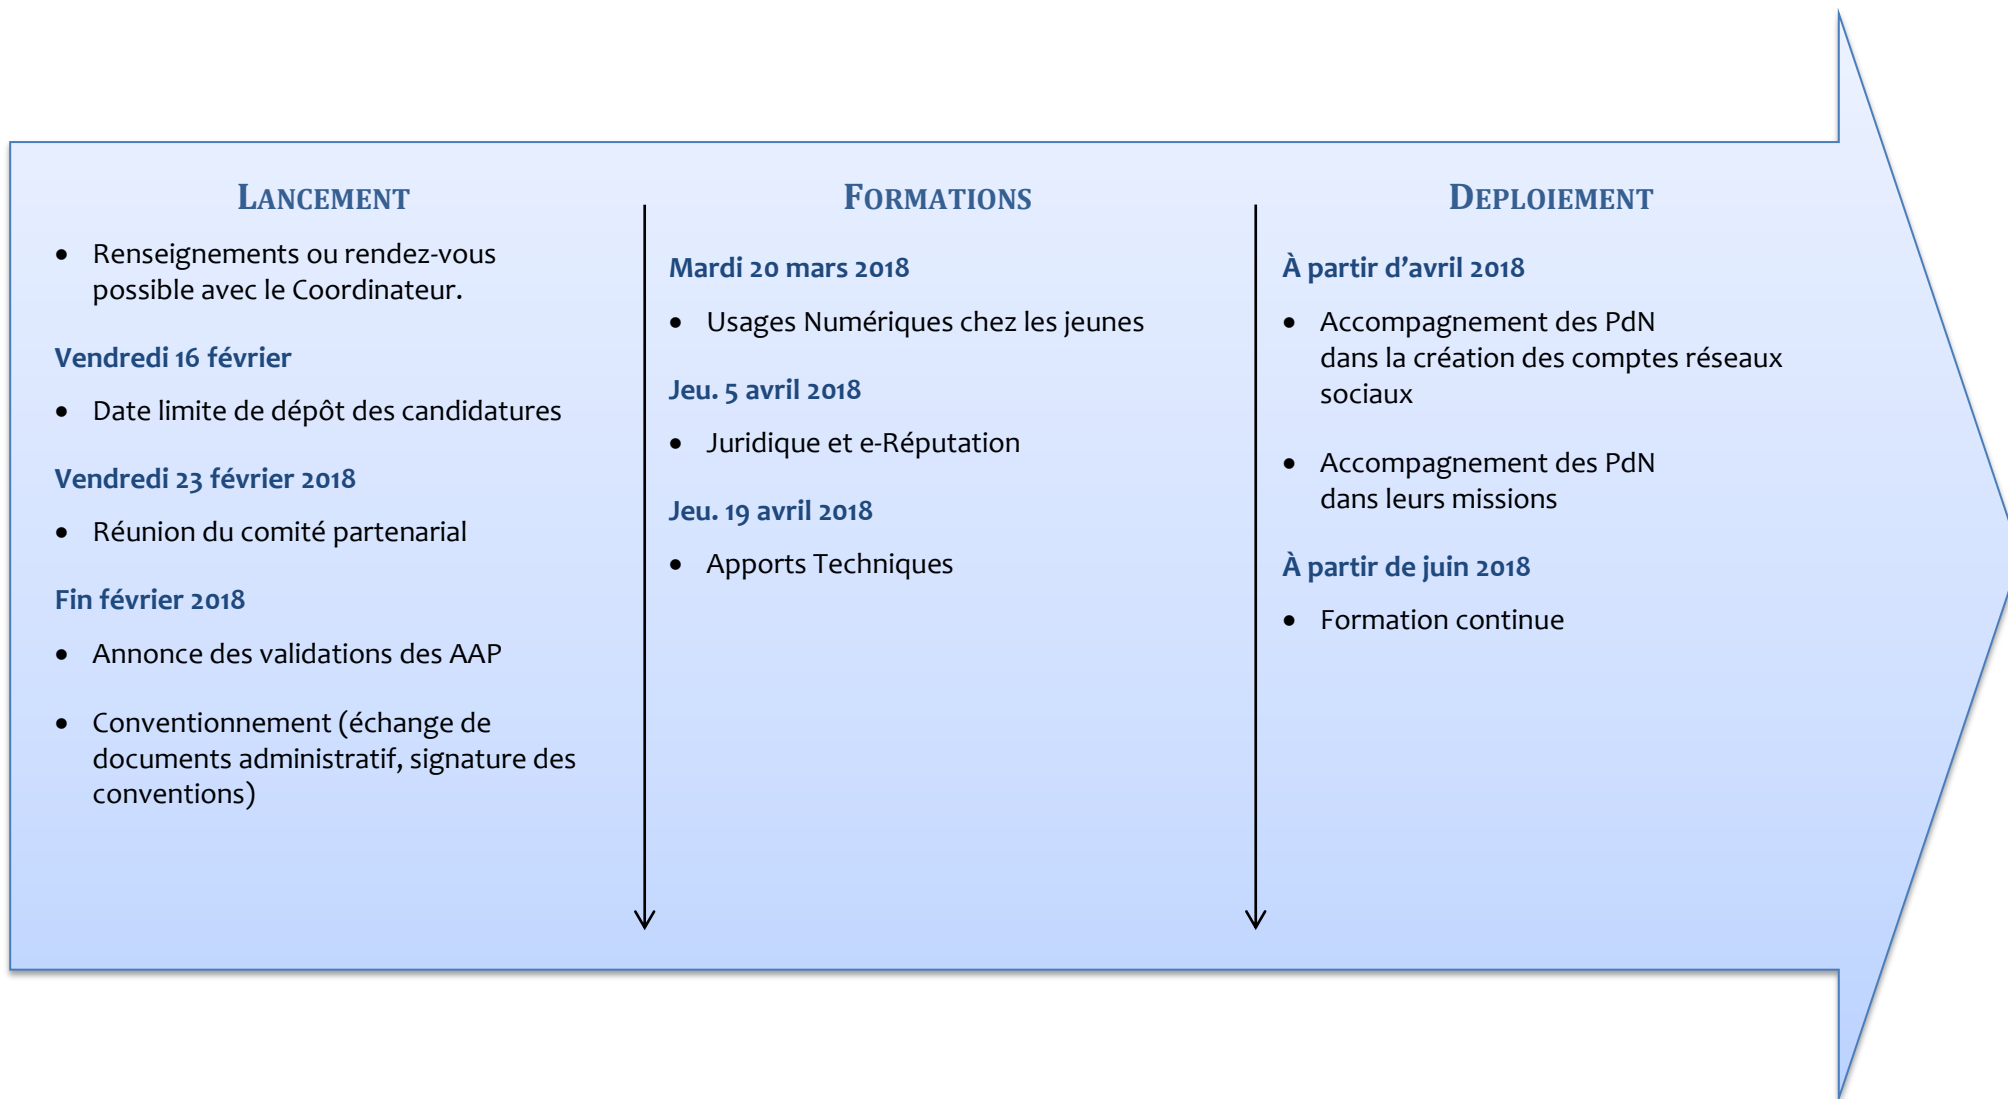 LANCEMENT
• Renseignements ou rendez-vous
possible avec le Coordinateur.
Vendredi 16 février
• Date limite de dépôt des candidatures
Vendredi 23 février 2018
• Réunion du comité partenarial
Fin février 2018
• Annonce des validations des AAP
• Conventionnement (échange de
documents administratif, signature des
conventions)
FORMATIONS
Mardi 20 mars 2018
• Usages Numériques chez les jeunes
Jeu. 5 avril 2018
• Juridique et e-Réputation
Jeu. 19 avril 2018
• Apports Techniques
DEPLOIEMENT
À partir d’avril 2018
• Accompagnement des PdN
dans la création des comptes réseaux
sociaux
• Accompagnement des PdN
dans leurs missions
À partir de juin 2018
• Formation continue